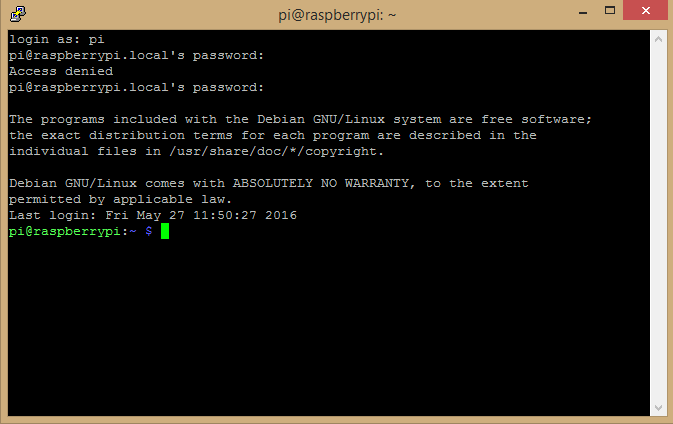 pi@raspberrypi: ~
login as: pi
pi@raspberrypi.local's password:
Access denied
pi@raspberrypi.local's password:
The programs included with the Debian GNU/Linux system are free software;
the exact distribution terms for each program are described in the
individual files in /usr/share/doc/*/copyright.
Debian GNU/Linux comes with ABSOLUTELY NO WARRANTY, to the extent
permitted by applicable law.
Last login: Fri May 27 11:50:27 2016
pi@raspberrypi:~ $